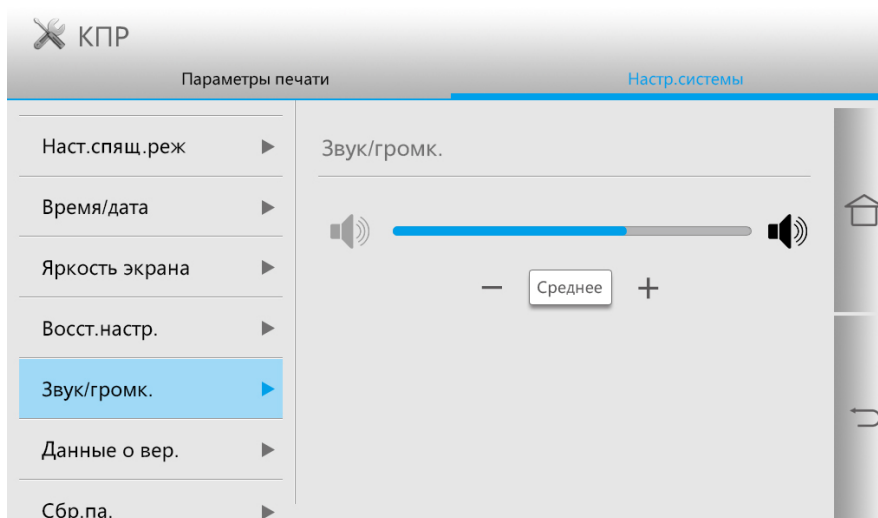 КПР
Параметры печати
Настр.системы
Наст.спящ.реж
Время/дата
Яркость экрана
Восст.настр.
Звук/громк.
Данные о вер.
Сбр.па.
Звук/громк.
Среднее